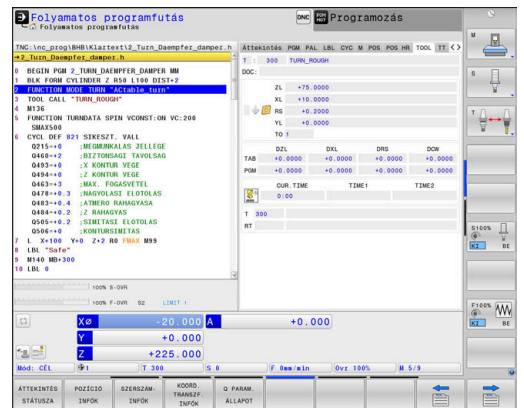 Folyamatos programfutás
Folyamatos programfutás
DNC
Programozás
TNC:\nc_prog\BHB\Klartext\2_Turn_Daempfer_damper.h
→2_Turn_Daempfer_damper.h
0 BEGIN PGM 2_TURN_DAEMPFER_DAMPER MM
1 BLK FORM CYLINDER Z R50 L100 DIST+2
2 FUNCTION MODE TURN "ACtable_turn"
3 TOOL CALL "TURN_ROUGH"
4 M136
5 FUNCTION TURNDATA SPIN VCONST:ON VC:200
SMAX500
6 CYCL DEF 821 SIKESZT. VALL
Q215=+0 ;MEGMUNKALAS JELLEGE
Q460=+2 ;BIZTONSAGI TAVOLSAG
Q493=+0 ;X KONTUR VEGE
Q494=+0 ;Z KONTUR VEGE
Q463=+3 ;MAX. FOGASVETEL
Q478=+0.3 ;NAGYOLASI ELOTOLAS
Q483=+0.4 ;ATMERO RAHAGYASA
Q484=+0.2 ;Z RAHAGYAS
Q505=+0.2 ;SIMITASI ELOTOLAS
Q506=+0 ;KONTURSIMITAS
7 L X+100 Y+0 Z+2 R0 FMAX M99
8 LBL "Safe"
9 M140 MB+300
10 LBL 0
Áttekintés PGM PAL LBL CYC M POS POS HR TOOL TT
T : 300 TURN_ROUGH
DOC:
ZL +75.0000
XL +10.0000
RS +0.2000
YL +0.0000
TO 1
DZL DXL DRS DCW
TAB +0.0000 +0.0000 +0.0000 +0.0000
PGM +0.0000 +0.0000 +0.0000 +0.0000
CUR.TIME TIME1 TIME2
0:00
T 300
RT
100% S-OVR
100% F-OVR S2 LIMIT 1
XØ -20.000 A +0.000
Y +0.000
Z +225.000
Mód: CÉL 1 T 300 S 0 F 0mm/min Ovr 100% M 5/9
M
S
T
S100%
KI BE
F100%
KI BE
ÁTTEKINTÉS STÁTUSZA
POZÍCIÓ INFÓK
SZERSZÁM- INFÓK
KOORD. TRANSZF. INFÓK
Q PARAM. ÁLLAPOT